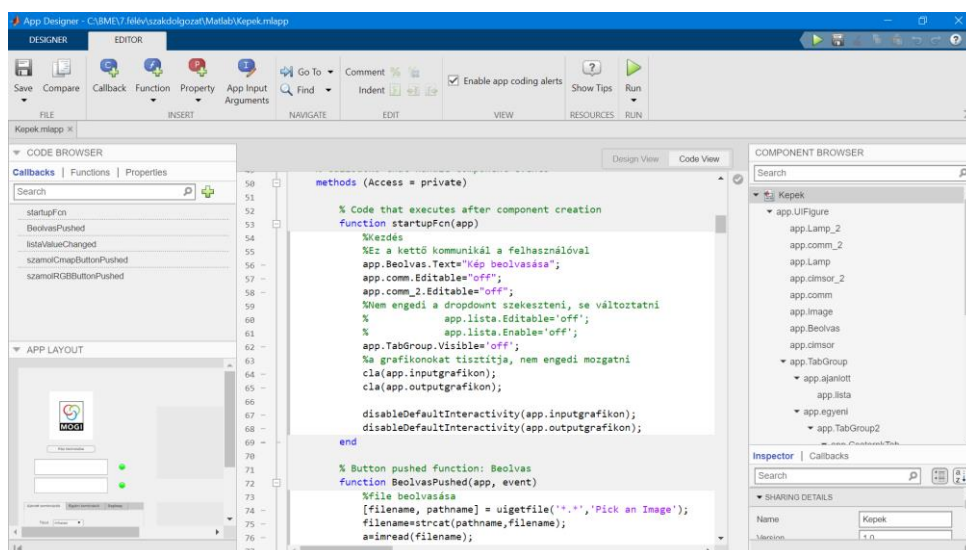 App Designer - C:\BME\7.félév\szakdolgozat\Matlab\Kepek.mlapp
DESIGNER EDITOR
Save Compare Callback Function Property App Input Arguments
Go To Comment
Find Indent
Enable app coding alerts
Show Tips Run
FILE INSERT NAVIGATE EDIT VIEW RESOURCES RUN
Kepek.mlapp
CODE BROWSER
Callbacks | Functions | Properties
Search
startupFcn
BeolvasPushed
listaValueChanged
szamolCmapButtonPushed
szamolRGBButtonPushed
APP LAYOUT
MOGI
Design View Code View
50 methods (Access = private)
51
52 % Code that executes after component creation
53 function startupFcn(app)
54 %Kezdés
55 %Ez a kettő kommunikál a felhasználóval
56 app.Beolvas.Text="Kép beolvasása";
57 app.comm.Editable="off";
58 app.comm_2.Editable="off";
59 %Nem engedi a dropdownt szekeszteni, se változtatni
60 % app.lista.Editable='off';
61 % app.lista.Enable='off';
62 app.TabGroup.Visible='off';
63 %a grafikonokat tisztítja, nem engedi mozgatni
64 cla(app.inputgrafikon);
65 cla(app.outputgrafikon);
66
67 disableDefaultInteractivity(app.inputgrafikon);
68 disableDefaultInteractivity(app.outputgrafikon);
69 end
70
71 % Button pushed function: Beolvas
72 function BeolvasPushed(app, event)
73 %file beolvasása
74 [filename, pathname] = uigetfile('*.*','Pick an Image');
75 filename=strcat(pathname,filename);
76 a=imread(filename);
COMPONENT BROWSER
Search
Kepek
app.UIFigure
app.Lamp_2
app.comm_2
app.Lamp
app.cimsor_2
app.comm
app.Image
app.Beolvas
app.cimsor
app.TabGroup
app.ajanlott
app.lista
app.egyeni
app.TabGroup2
Inspector | Callbacks
Search
SHARING DETAILS
Name Kepek
Version 1.0